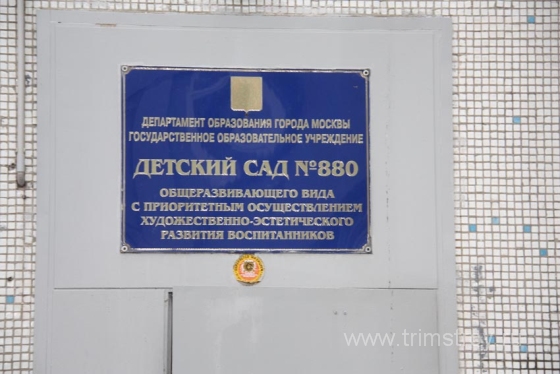 ДЕПАРТАМЕНТ ОБРАЗОВАНИЯ ГОРОДА МОСКВЫ
ГОСУДАРСТВЕННОЕ ОБРАЗОВАТЕЛЬНОЕ УЧРЕЖДЕНИЕ
ДЕТСКИЙ САД №880
ОБЩЕРАЗВИВАЮЩЕГО ВИДА
С ПРИОРИТЕТНЫМ ОСУЩЕСТВЛЕНИЕМ
ХУДОЖЕСТВЕННО-ЭСТЕТИЧЕСКОГО
РАЗВИТИЯ ВОСПИТАННИКОВ